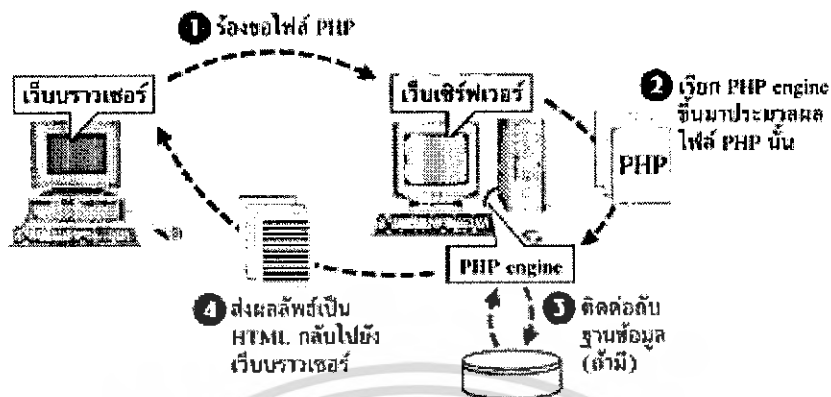 1 ร้องขอไฟล์ PHP
เว็บบราวเซอร์
เว็บเซิร์ฟเวอร์
2 เรียก PHP engine
ขึ้นมาประมวลผล
ไฟล์ PHP นั้น
PHP
PHP engine
3 ติดต่อกับ
ฐานข้อมูล
(ถ้ามี)
4 ส่งผลลัพธ์เป็น
HTML กลับไปยัง
เว็บบราวเซอร์